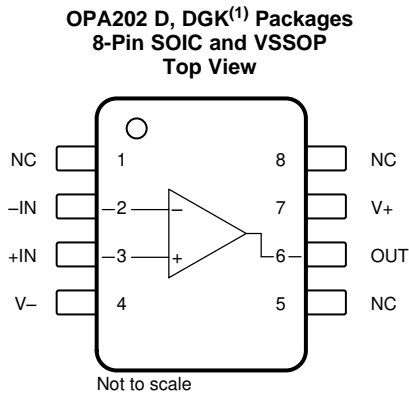 OPA202 D, DGK(1) Packages
8-Pin SOIC and VSSOP
Top View
NC 1 8 NC
–IN 2 – 7 V+
+IN 3 + 6 OUT
V– 4 5 NC
Not to scale